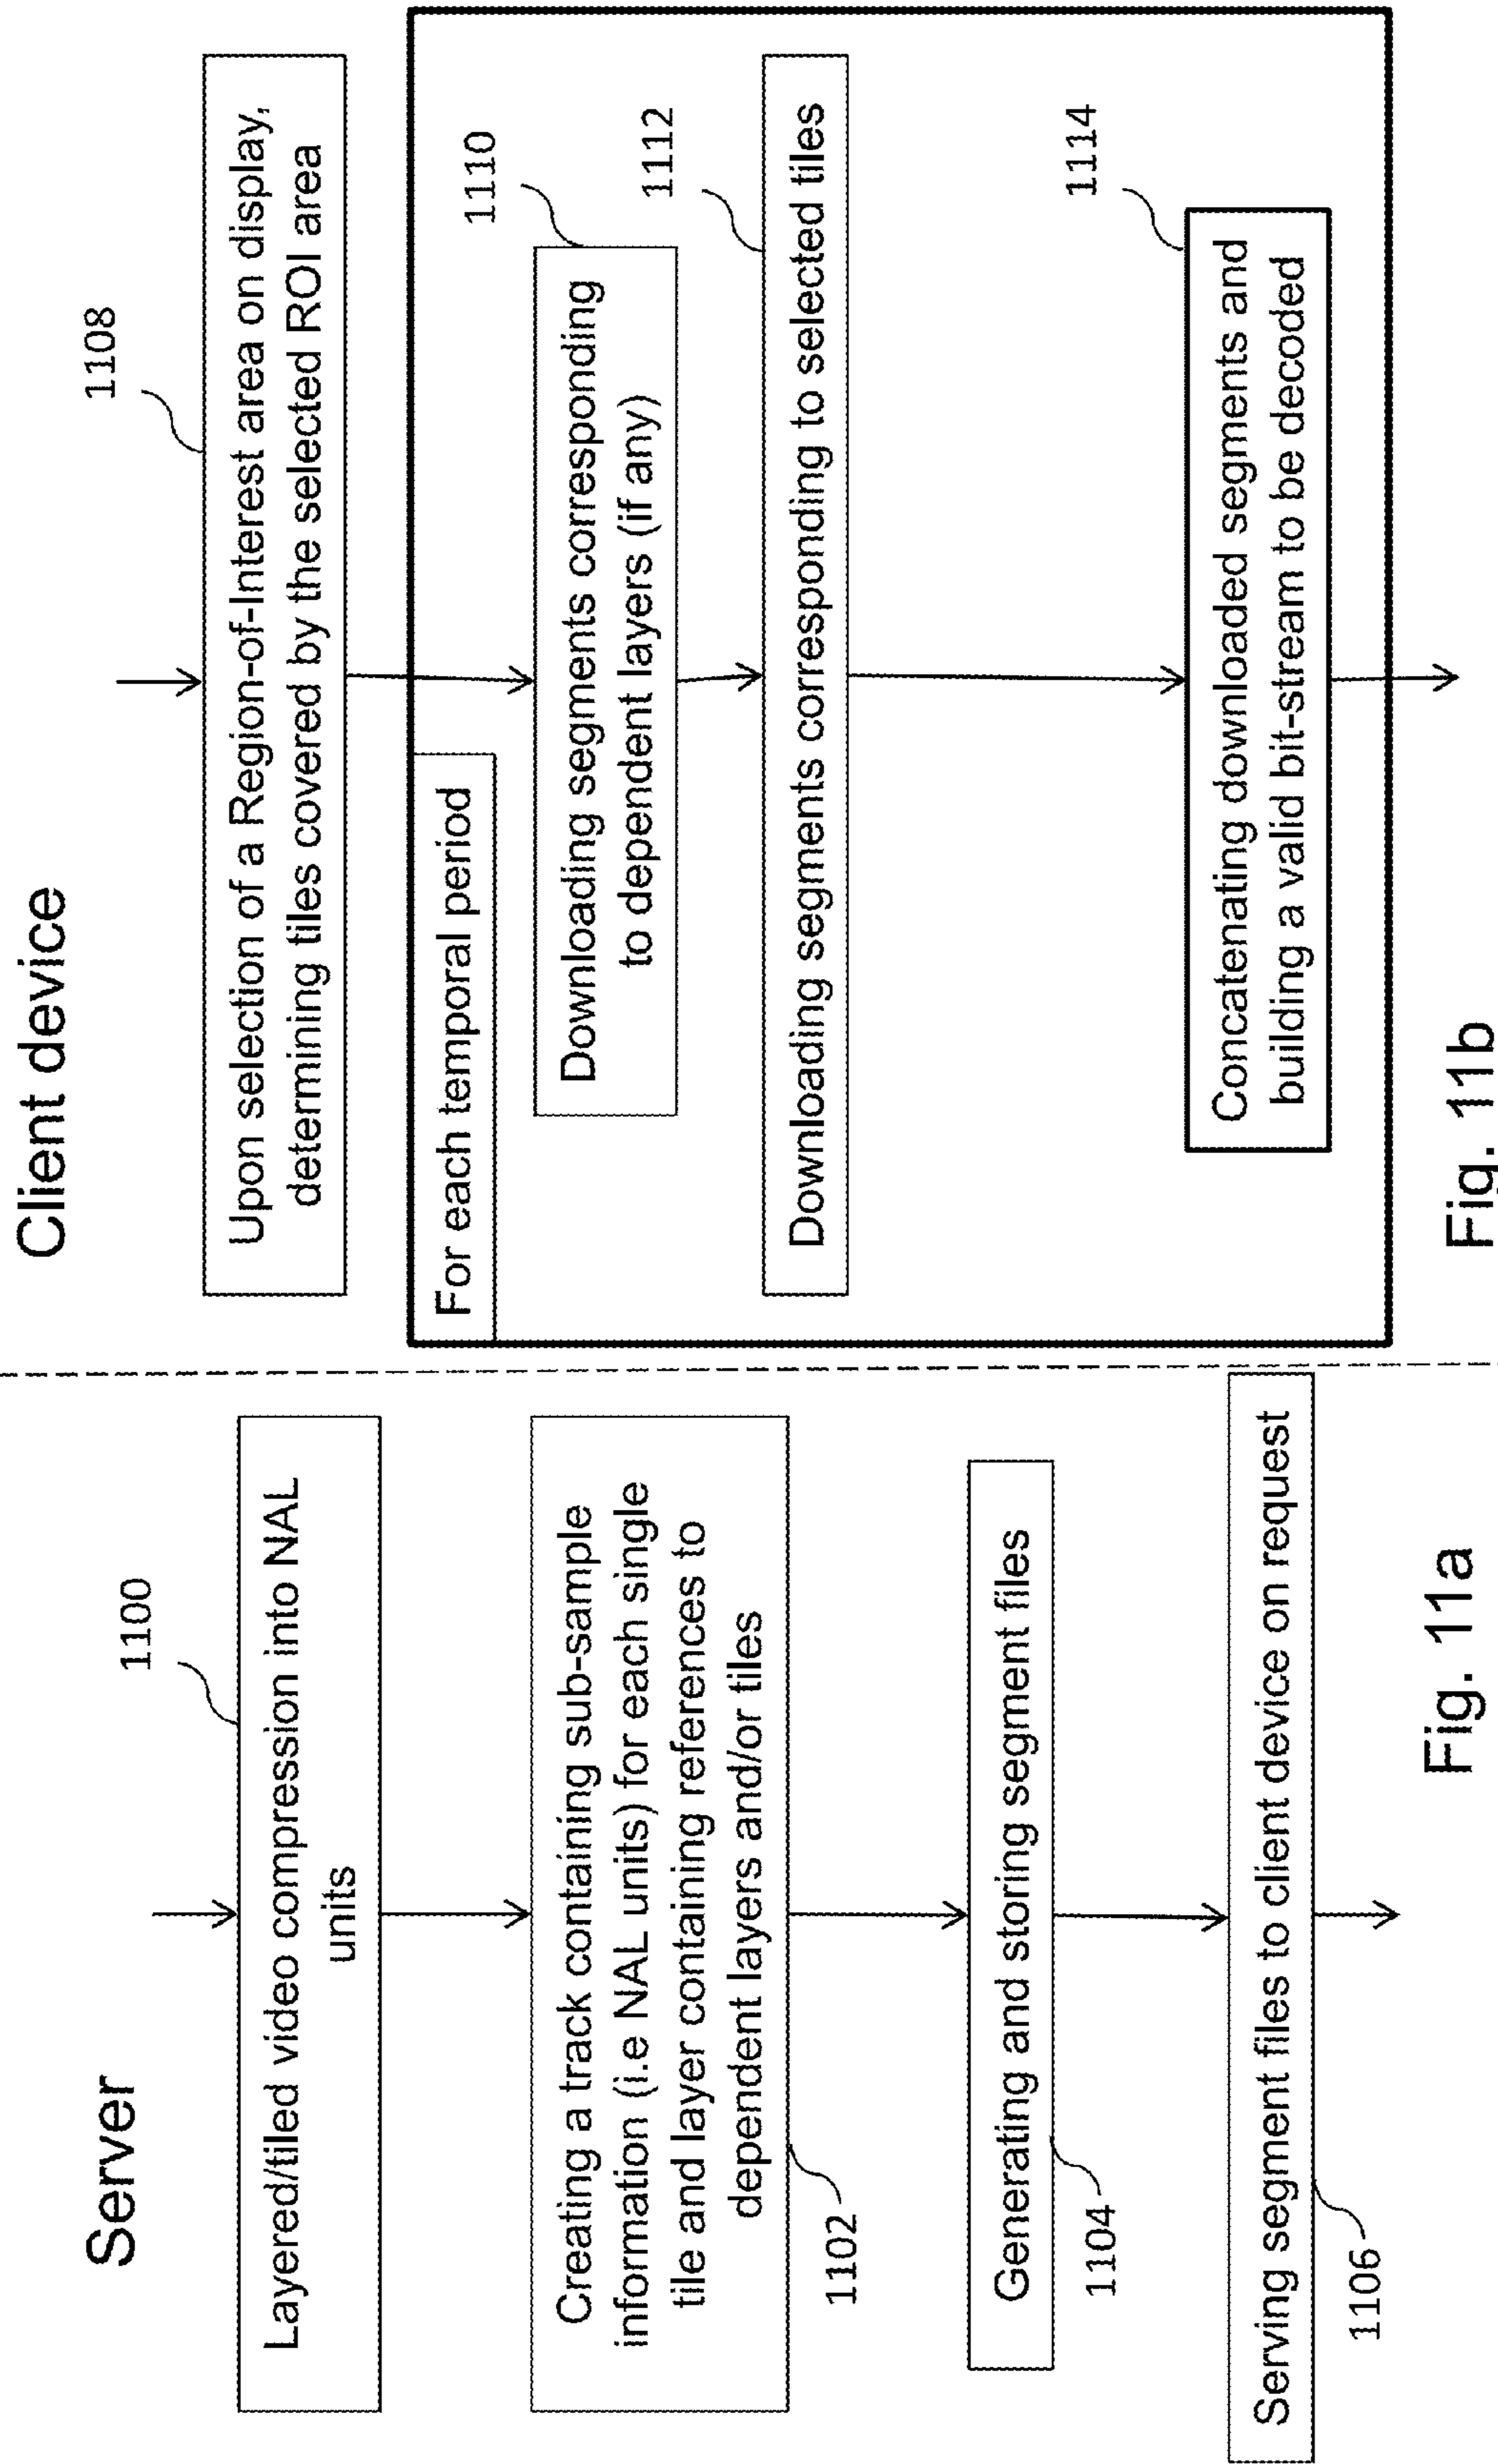 Server
1100
Layered/tiled video compression into NAL
units
Creating a track containing sub-sample
information (i.e NAL units) for each single
tile and layer containing references to
dependent layers and/or tiles
1102
Generating and storing segment files
1104
Serving segment files to client device on request
1106
Fig. 11a
Client device
1108
Upon selection of a Region-of-Interest area on display,
determining tiles covered by the selected ROI area
For each temporal period
1110
Downloading segments corresponding
to dependent layers (if any)
1112
Downloading segments corresponding to selected tiles
1114
Concatenating downloaded segments and
building a valid bit-stream to be decoded
Fig. 11b